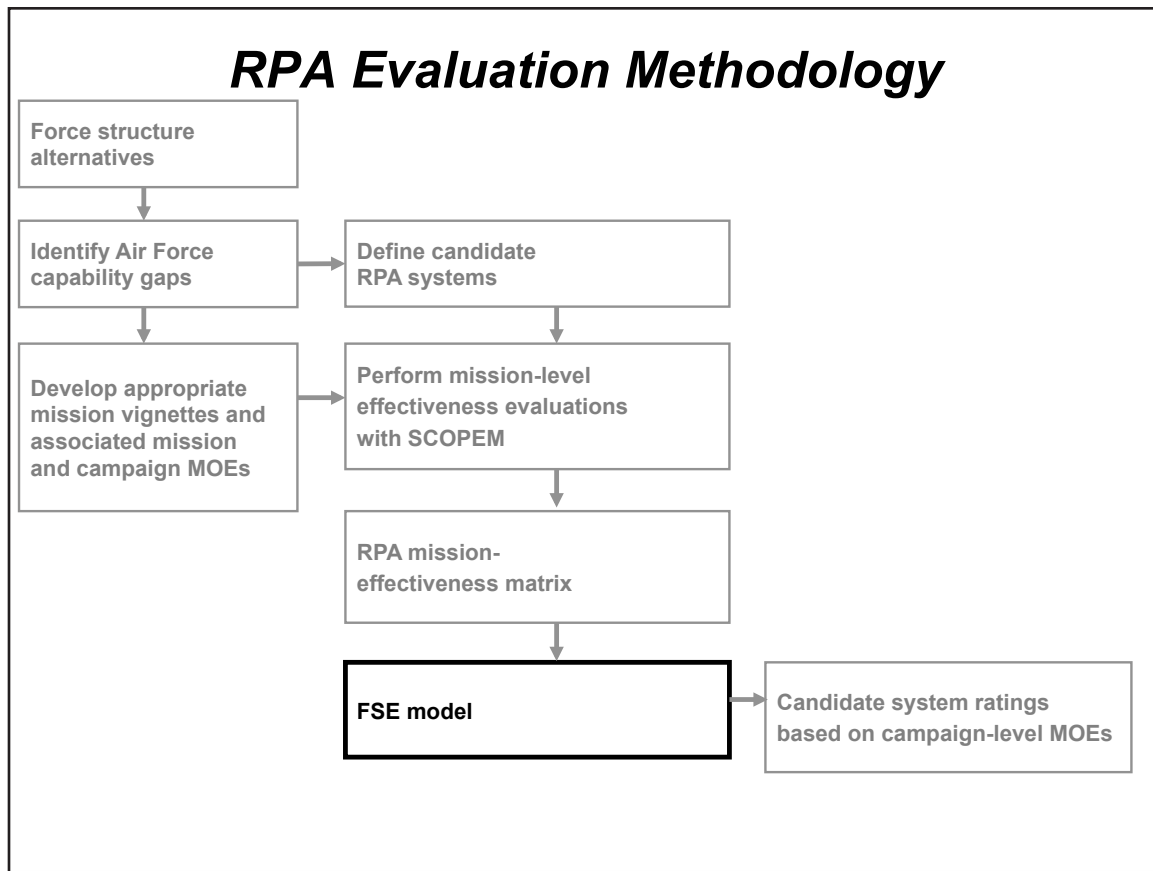 RPA Evaluation Methodology
Force structure
alternatives
Identify Air Force
capability gaps
Define candidate
RPA systems
Develop appropriate
mission vignettes and
associated mission
and campaign MOEs
Perform mission-level
effectiveness evaluations
with SCOPEM
RPA mission-
effectiveness matrix
FSE model
Candidate system ratings
based on campaign-level MOEs